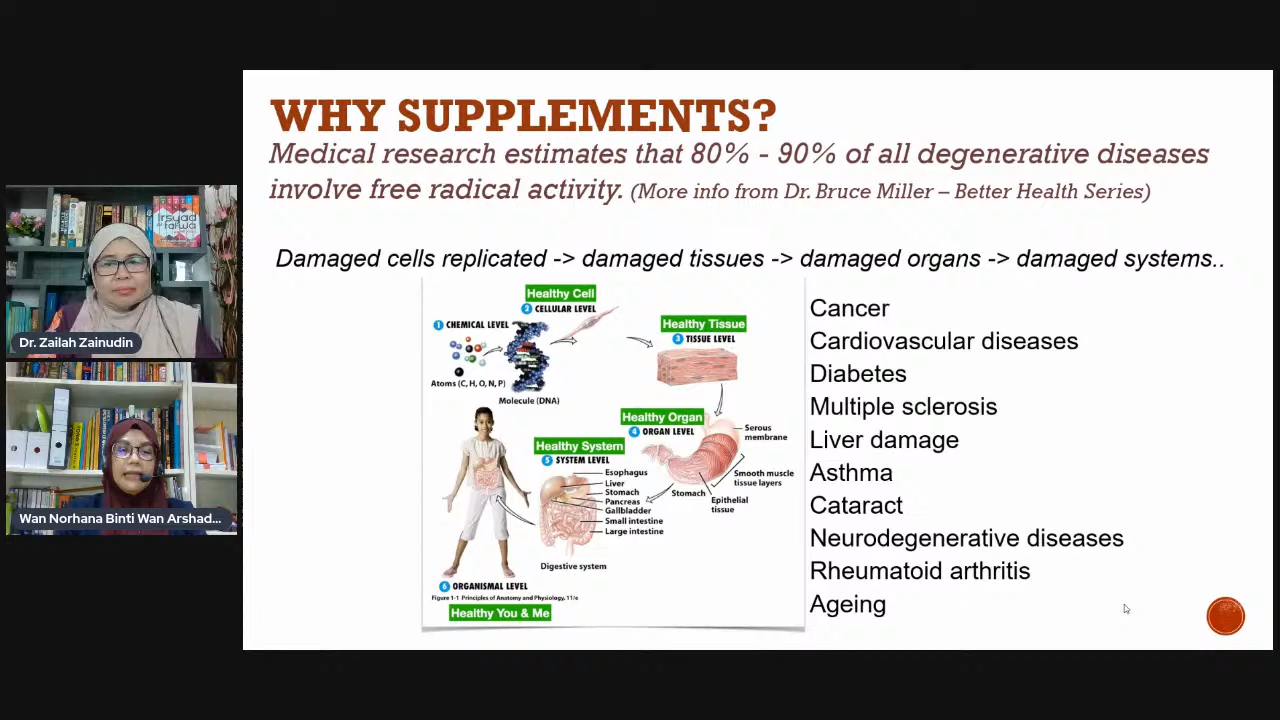 WHY SUPPLEMENTS?
Medical research estimates that 80% - 90% of all degenerative diseases
involve free radical activity. (More info from Dr. Bruce Miller – Better Health Series)
Damaged cells replicated -> damaged tissues -> damaged organs -> damaged systems..
Healthy Cell
2 CELLULAR LEVEL
1 CHEMICAL LEVEL
Atoms (C, H, O, N, P)
Molecule (DNA)
Healthy Tissue
3 TISSUE LEVEL
Healthy Organ
4 ORGAN LEVEL
Serous
membrane
Smooth muscle
tissue layers
Stomach
Epithelial
tissue
Healthy System
5 SYSTEM LEVEL
Esophagus
Liver
Stomach
Pancreas
Gallbladder
Small intestine
Large intestine
Digestive system
6 ORGANISMAL LEVEL
Figure 1-1 Principles of Anatomy and Physiology, 11/e
Healthy You & Me
Cancer
Cardiovascular diseases
Diabetes
Multiple sclerosis
Liver damage
Asthma
Cataract
Neurodegenerative diseases
Rheumatoid arthritis
Ageing
Dr. Zailah Zainudin
Wan Norhana Binti Wan Arshad...